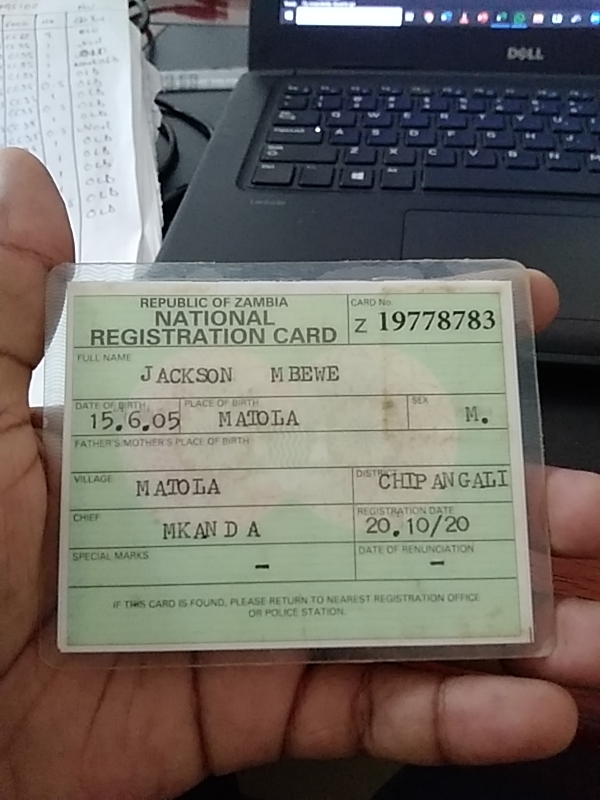 DELL
REPUBLIC OF ZAMBIA
NATIONAL
REGISTRATION CARD
CARD No.
Z 19778783
FULL NAME
JACKSON MBEWE
DATE OF BIRTH
15.6.05
PLACE OF BIRTH
MATOLA
SEX
M.
FATHER'S/MOTHER'S PLACE OF BIRTH
VILLAGE
MATOLA
DISTRICT
CHIPANGALI
CHIEF
MKANDA
REGISTRATION DATE
20.10/20
SPECIAL MARKS
-
DATE OF RENUNCIATION
-
IF THIS CARD IS FOUND, PLEASE RETURN TO NEAREST REGISTRATION OFFICE
OR POLICE STATION.